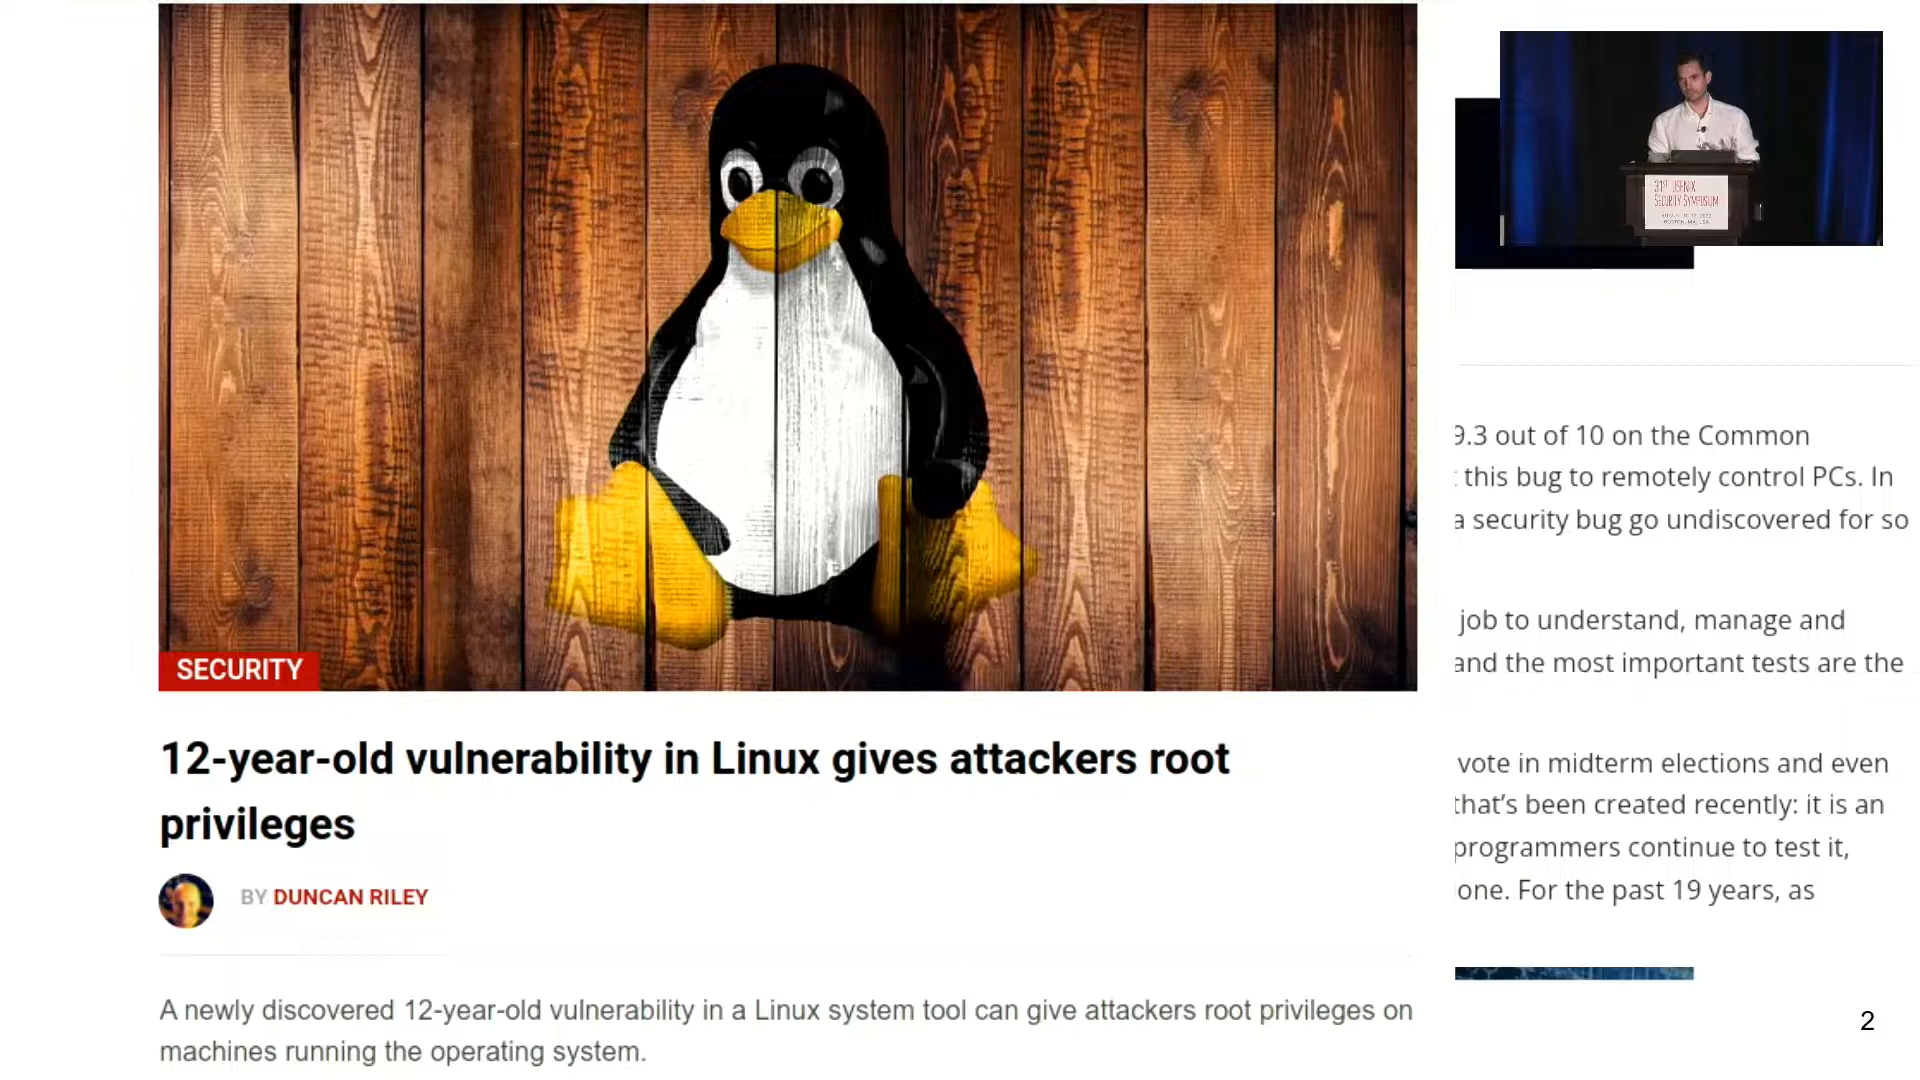 SECURITY
12-year-old vulnerability in Linux gives attackers root
privileges
BY DUNCAN RILEY
A newly discovered 12-year-old vulnerability in a Linux system tool can give attackers root privileges on
machines running the operating system.
31ST USENIX
SECURITY SYMPOSIUM
9.3 out of 10 on the Common
this bug to remotely control PCs. In
a security bug go undiscovered for so
job to understand, manage and
and the most important tests are the
vote in midterm elections and even
that’s been created recently: it is an
programmers continue to test it,
one. For the past 19 years, as
2